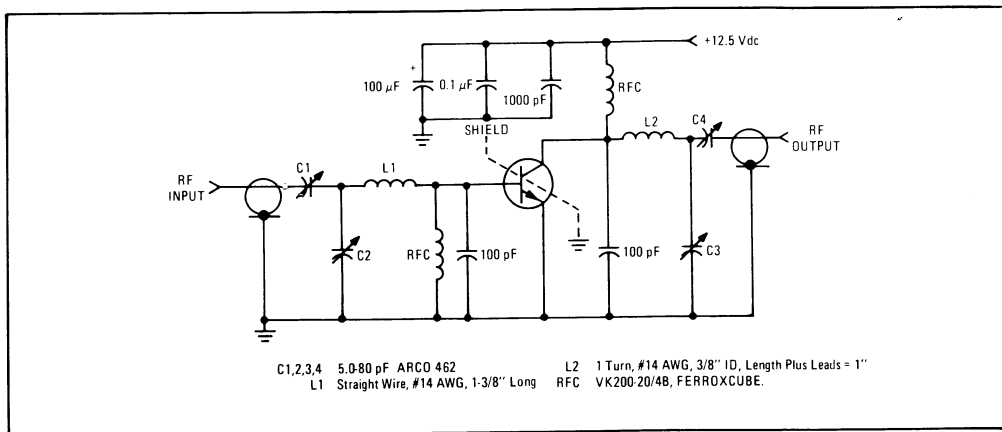 +12.5 Vdc
+
100 μF
0.1 μF
1000 pF
RFC
SHIELD
L2
C4
RF
OUTPUT
RF
INPUT
C1
L1
C2
RFC
100 pF
100 pF
C3
C1,2,3,4 5.0-80 pF ARCO 462
L1 Straight Wire, #14 AWG, 1-3/8" Long
L2 1 Turn, #14 AWG, 3/8" ID, Length Plus Leads = 1"
RFC VK200-20/4B, FERROXCUBE.